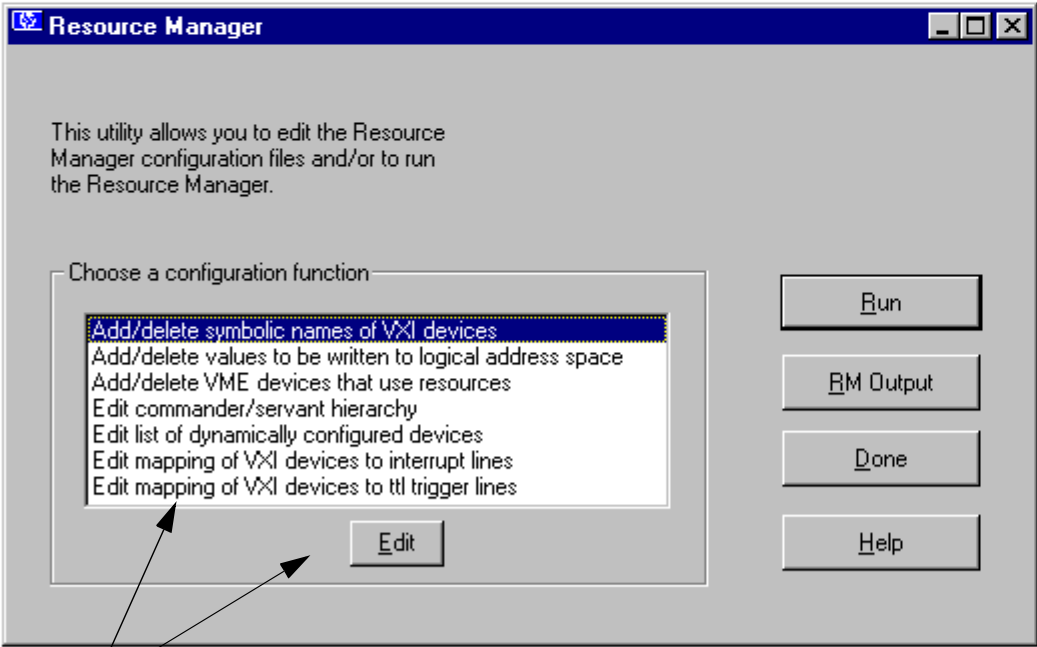 Resource Manager
This utility allows you to edit the Resource
Manager configuration files and/or to run
the Resource Manager.
Choose a configuration function
Add/delete symbolic names of VXI devices
Add/delete values to be written to logical address space
Add/delete VME devices that use resources
Edit commander/servant hierarchy
Edit list of dynamically configured devices
Edit mapping of VXI devices to interrupt lines
Edit mapping of VXI devices to ttl trigger lines
Edit
Run
RM Output
Done
Help